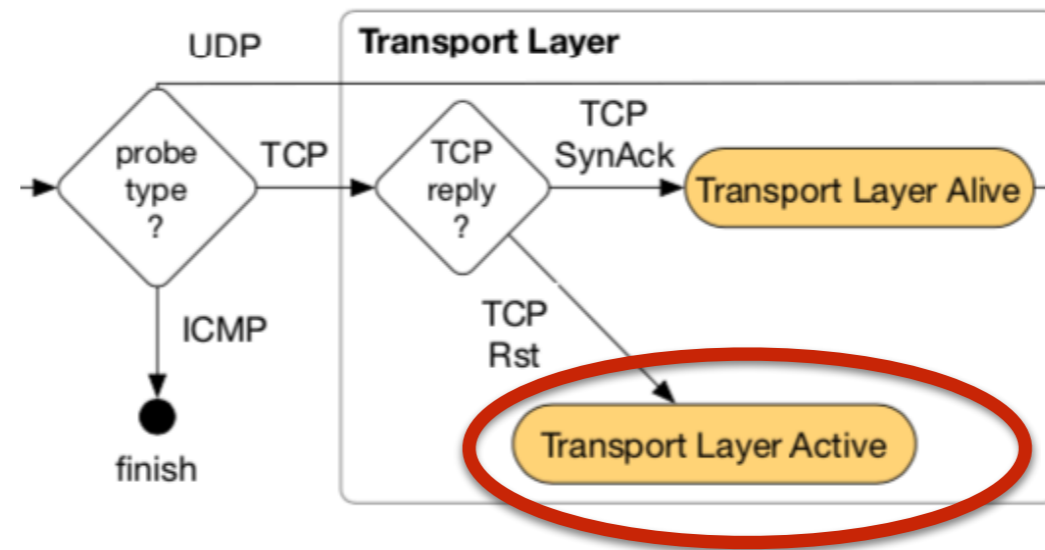 UDP
Transport Layer
probe
type
?
TCP
TCP
reply
?
TCP
SynAck
Transport Layer Alive
ICMP
TCP
Rst
Transport Layer Active
finish